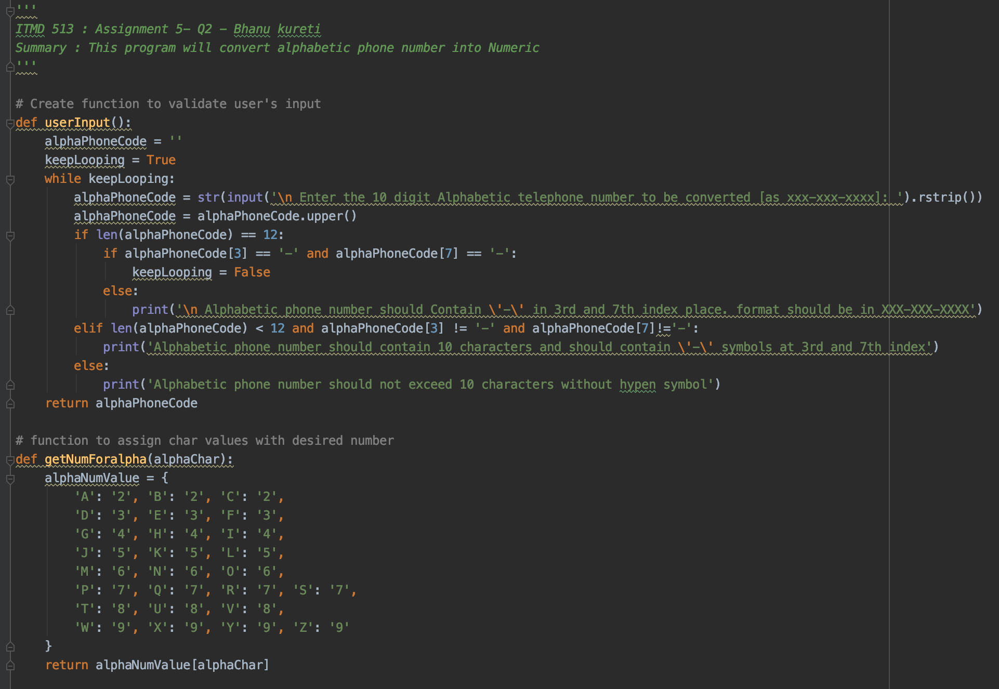 '''
ITMD 513 : Assignment 5- Q2 - Bhanu kureti
Summary : This program will convert alphabetic phone number into Numeric
'''
# Create function to validate user's input
def userInput():
    alphaPhoneCode = ''
    keepLooping = True
    while keepLooping:
        alphaPhoneCode = str(input('\n Enter the 10 digit Alphabetic telephone number to be converted [as xxx-xxx-xxxx]: ').rstrip())
        alphaPhoneCode = alphaPhoneCode.upper()
        if len(alphaPhoneCode) == 12:
            if alphaPhoneCode[3] == '-' and alphaPhoneCode[7] == '-':
                keepLooping = False
            else:
                print('\n Alphabetic phone number should Contain \'-\' in 3rd and 7th index place. format should be in XXX-XXX-XXXX')
        elif len(alphaPhoneCode) < 12 and alphaPhoneCode[3] != '-' and alphaPhoneCode[7]!='-':
            print('Alphabetic phone number should contain 10 characters and should contain \'-\' symbols at 3rd and 7th index')
        else:
            print('Alphabetic phone number should not exceed 10 characters without hypen symbol')
    return alphaPhoneCode
# function to assign char values with desired number
def getNumForalpha(alphaChar):
    alphaNumValue = {
        'A': '2', 'B': '2', 'C': '2',
        'D': '3', 'E': '3', 'F': '3',
        'G': '4', 'H': '4', 'I': '4',
        'J': '5', 'K': '5', 'L': '5',
        'M': '6', 'N': '6', 'O': '6',
        'P': '7', 'Q': '7', 'R': '7', 'S': '7',
        'T': '8', 'U': '8', 'V': '8',
        'W': '9', 'X': '9', 'Y': '9', 'Z': '9'
    }
    return alphaNumValue[alphaChar]